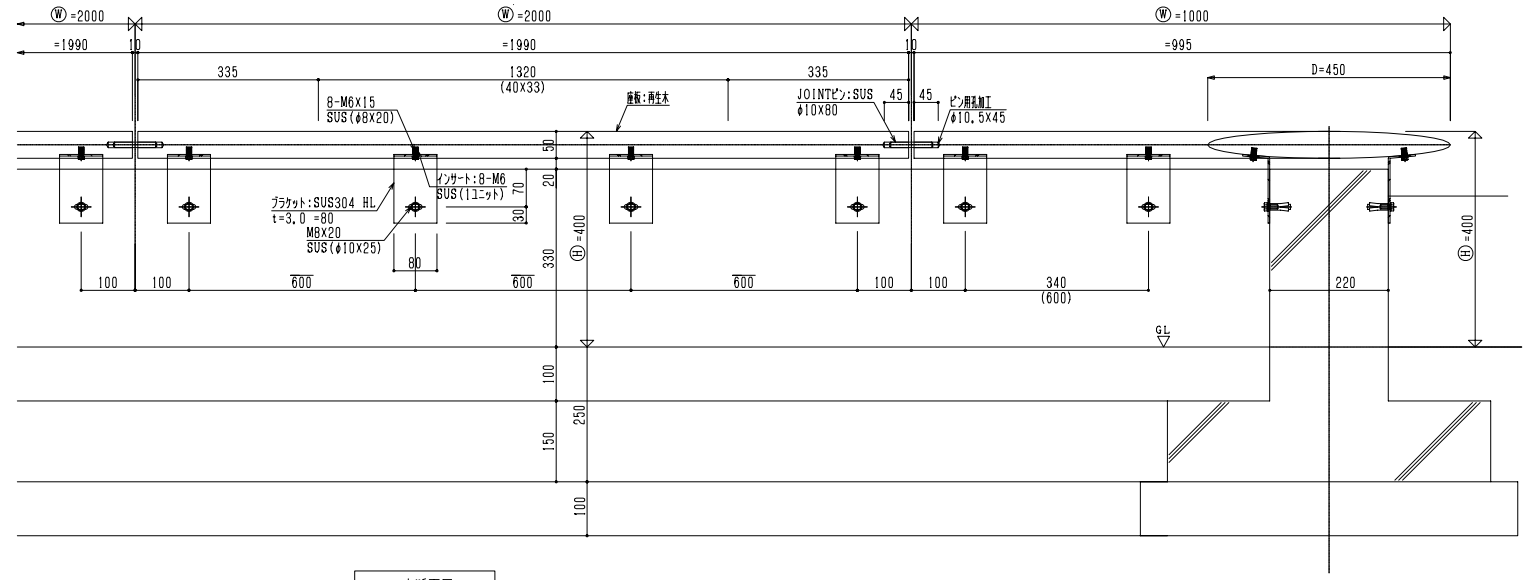 Ⓦ=2000
Ⓦ=2000
Ⓦ=1000
=1990
10
=1990
10
=995
335
1320
(40X33)
335
D=450
8-M6X15
SUS(φ8X20)
座板:再生木
45
45
JOINTピン:SUS
φ10X80
ピン用孔加工
φ10.5X45
50
20
インサート:8-M6
SUS(1ユニット)
70
30
ブラケット:SUS304 HL
t=3.0 =80
M8X20
SUS(φ10X25)
80
330
Ⓗ=400
Ⓗ=400
100
100
600
600
600
100
100
340
(600)
220
GL
100
250
150
100